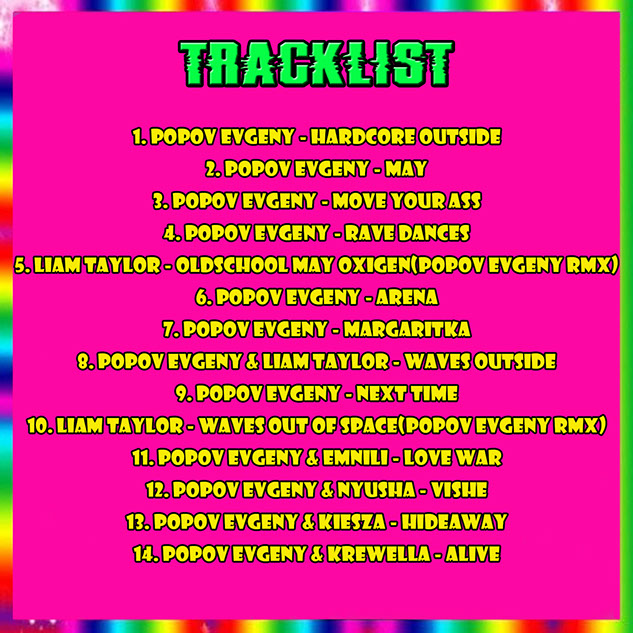 TRACKLIST
1. POPOV EVGENY - HARDCORE OUTSIDE
2. POPOV EVGENY - MAY
3. POPOV EVGENY - MOVE YOUR ASS
4. POPOV EVGENY - RAVE DANCES
5. LIAM TAYLOR - OLDSCHOOL MAY OXIGEN(POPOV EVGENY RMX)
6. POPOV EVGENY - ARENA
7. POPOV EVGENY - MARGARITKA
8. POPOV EVGENY & LIAM TAYLOR - WAVES OUTSIDE
9. POPOV EVGENY - NEXT TIME
10. LIAM TAYLOR - WAVES OUT OF SPACE(POPOV EVGENY RMX)
11. POPOV EVGENY & EMNILI - LOVE WAR
12. POPOV EVGENY & NYUSHA - VISHE
13. POPOV EVGENY & KIESZA - HIDEAWAY
14. POPOV EVGENY & KREWELLA - ALIVE